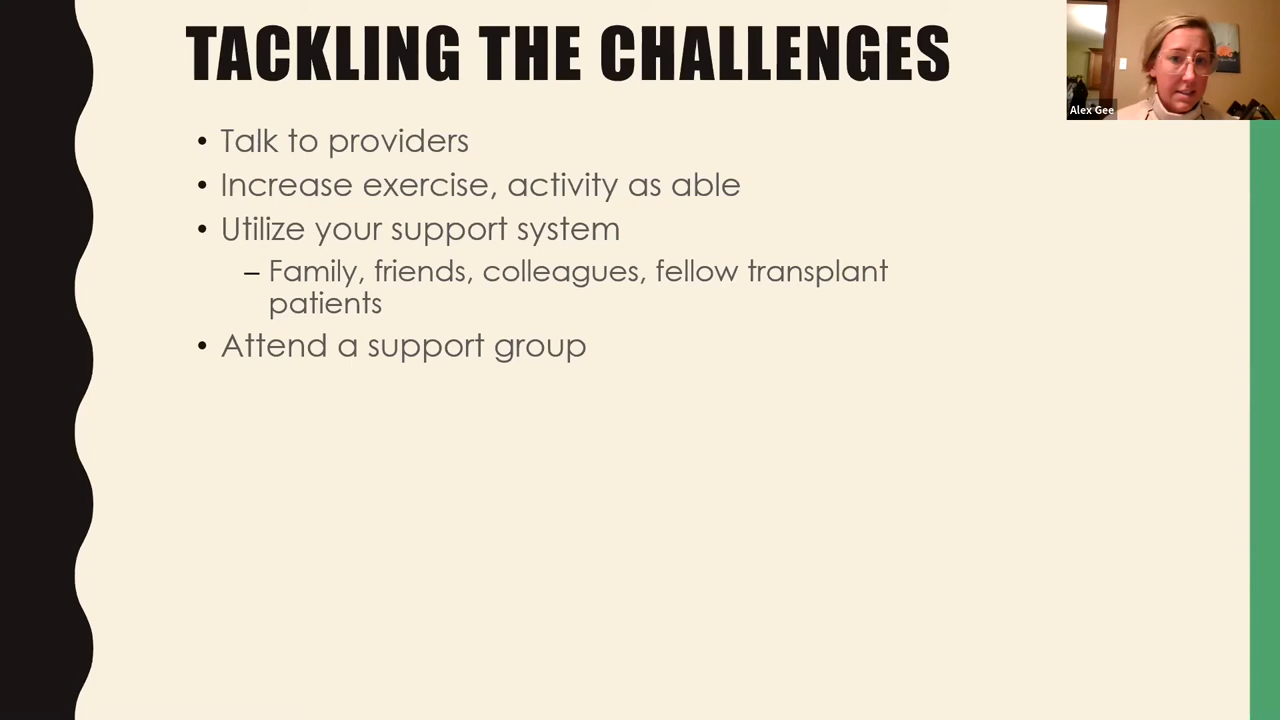 TACKLING THE CHALLENGES
• Talk to providers
• Increase exercise, activity as able
• Utilize your support system
– Family, friends, colleagues, fellow transplant
patients
• Attend a support group
Alex Gee